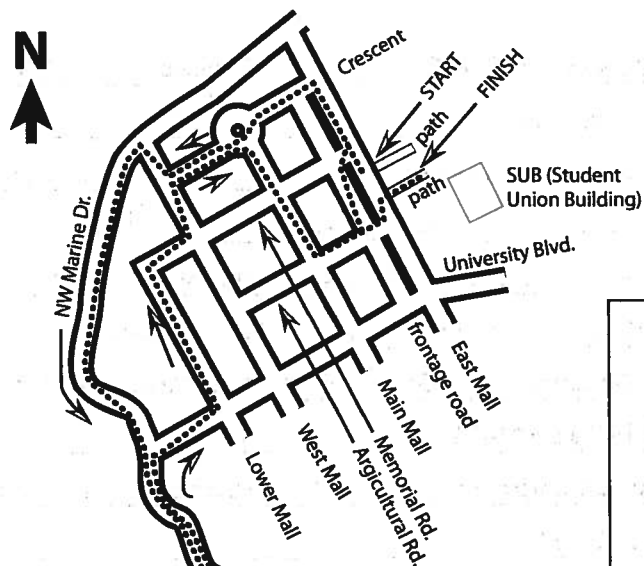 N
Crescent
START
FINISH
path
path
SUB (Student
Union Building)
NW Marine Dr.
University Blvd.
East Mall
frontage road
Main Mall
Memorial Rd.
Argicultural Rd.
West Mall
Lower Mall